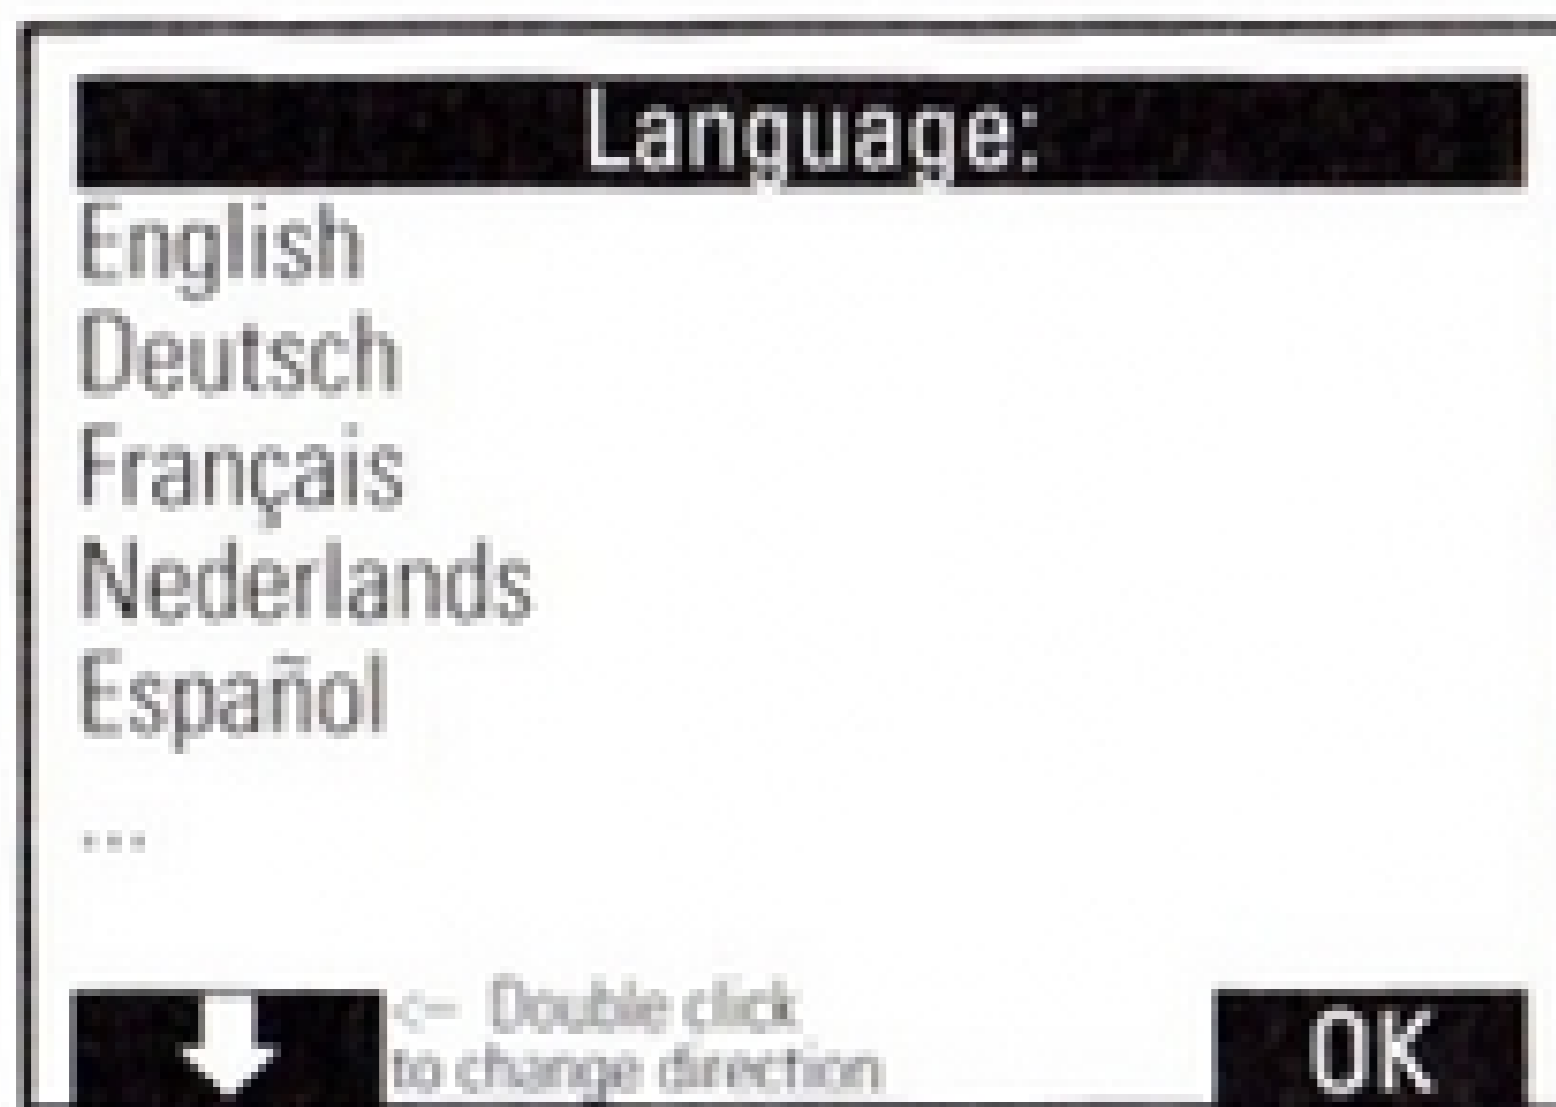 Language:
English
Deutsch
Français
Nederlands
Español
...
<- Double click
to change direction
OK